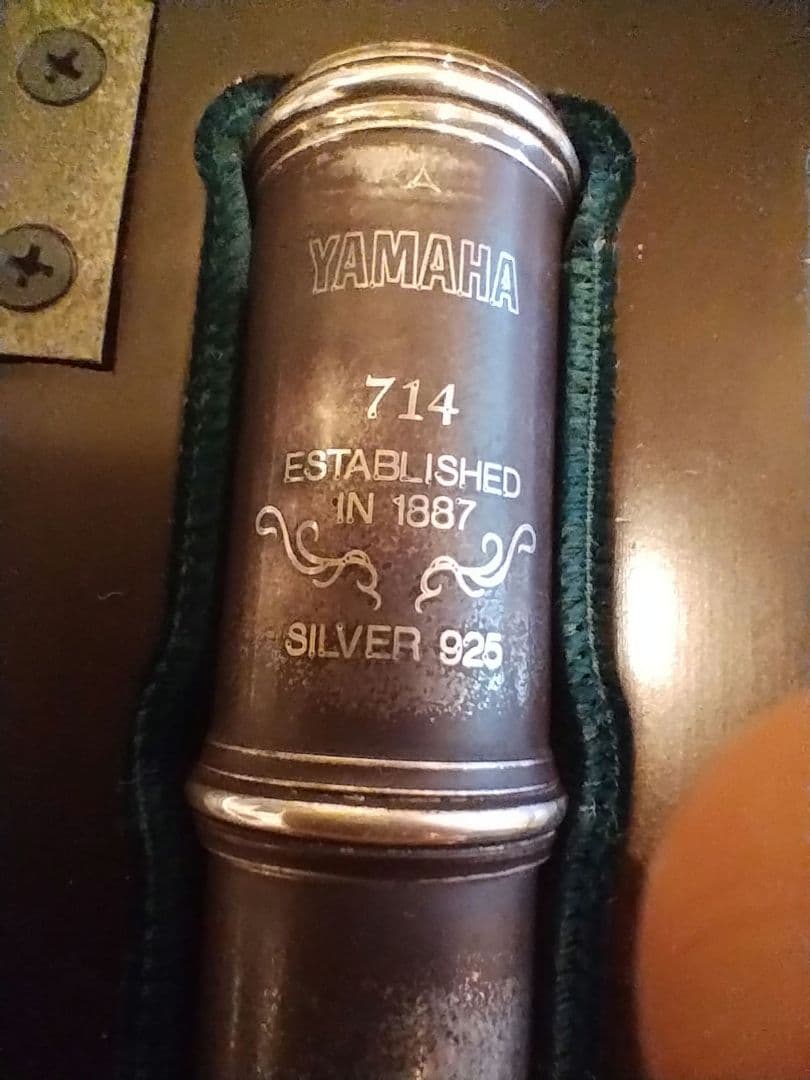 YAMAHA
714
ESTABLISHED
IN 1887
SILVER 925